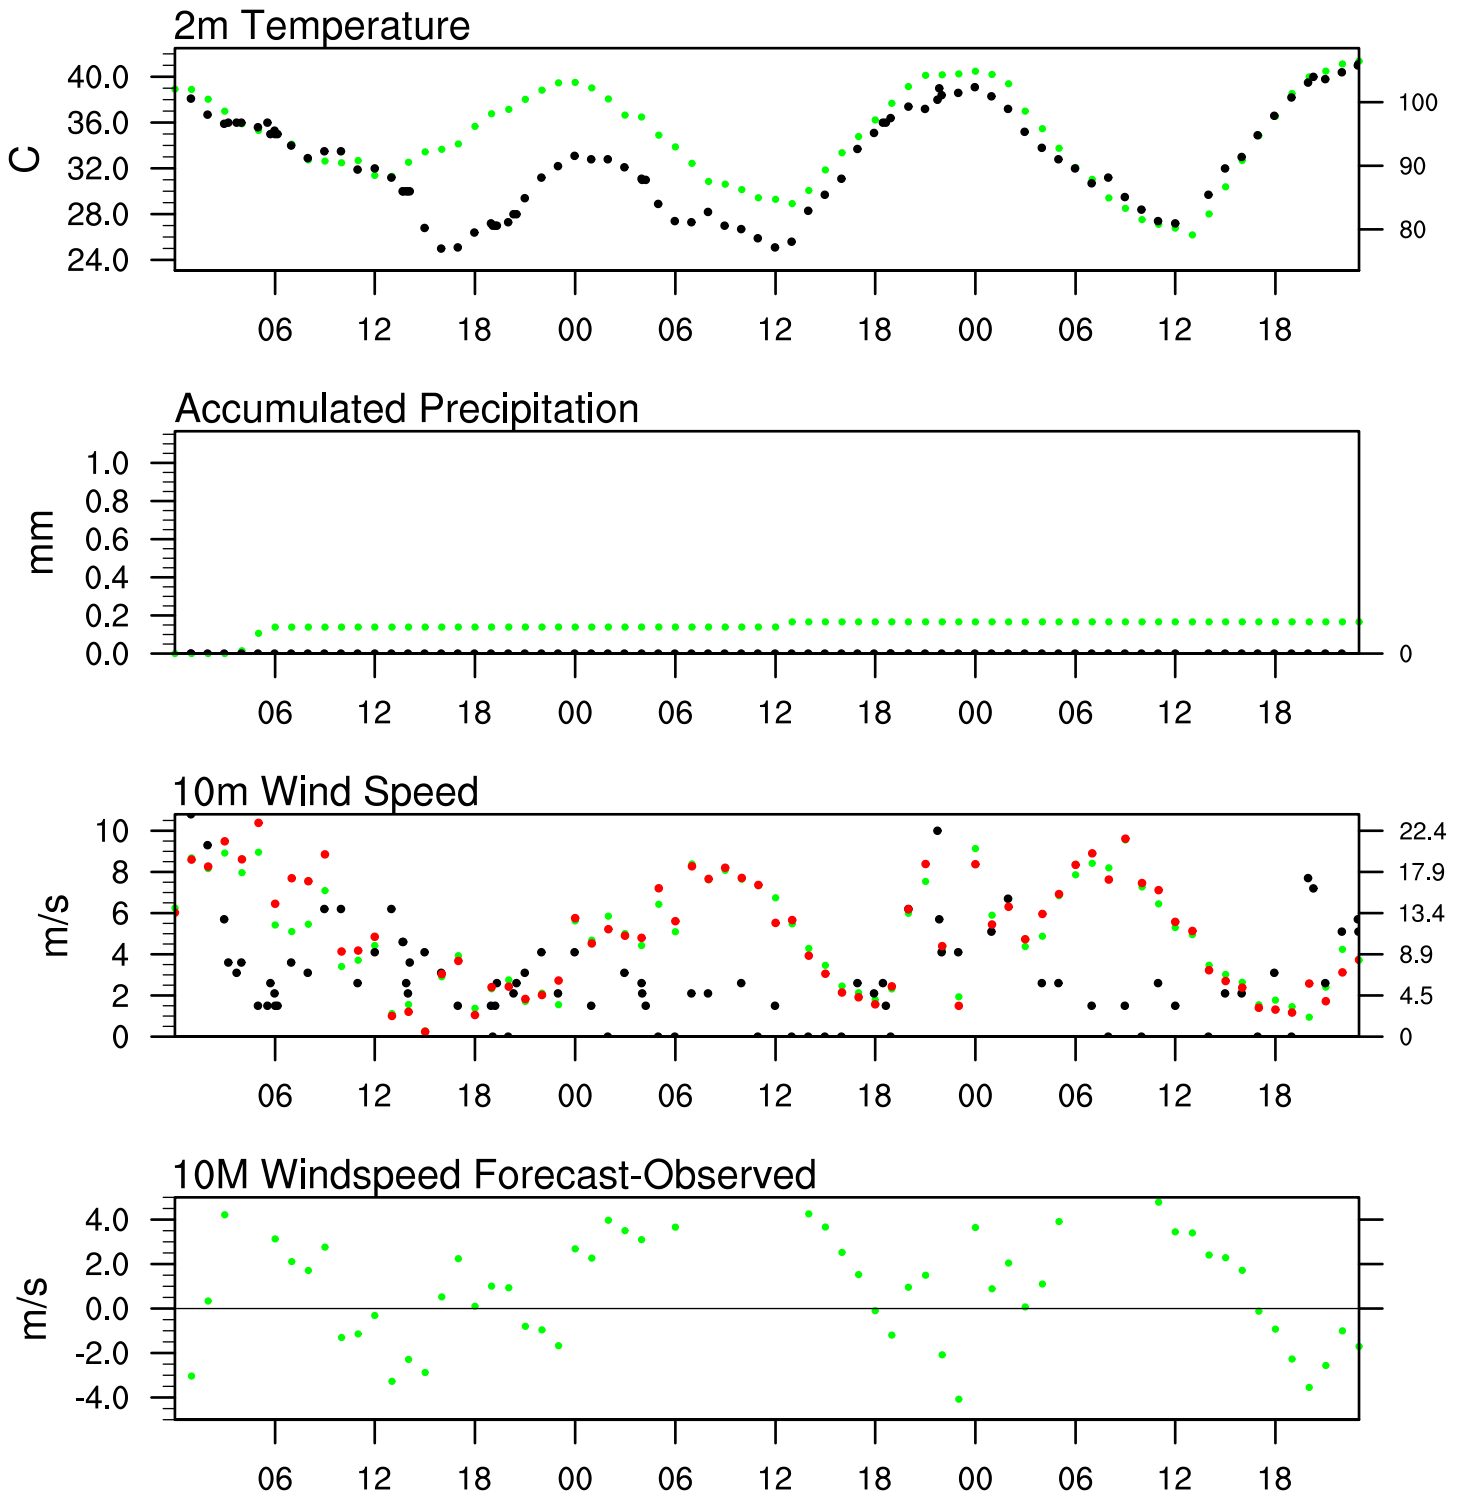 2m Temperature
40.0
36.0
32.0
28.0
24.0
C
100
90
80
06 12 18 00 06 12 18 00 06 12 18
Accumulated Precipitation
1.0
0.8
0.6
0.4
0.2
0.0
mm
0
06 12 18 00 06 12 18 00 06 12 18
10m Wind Speed
10
8
6
4
2
0
m/s
22.4
17.9
13.4
8.9
4.5
0
06 12 18 00 06 12 18 00 06 12 18
10M Windspeed Forecast-Observed
4.0
2.0
0.0
-2.0
-4.0
m/s
06 12 18 00 06 12 18 00 06 12 18